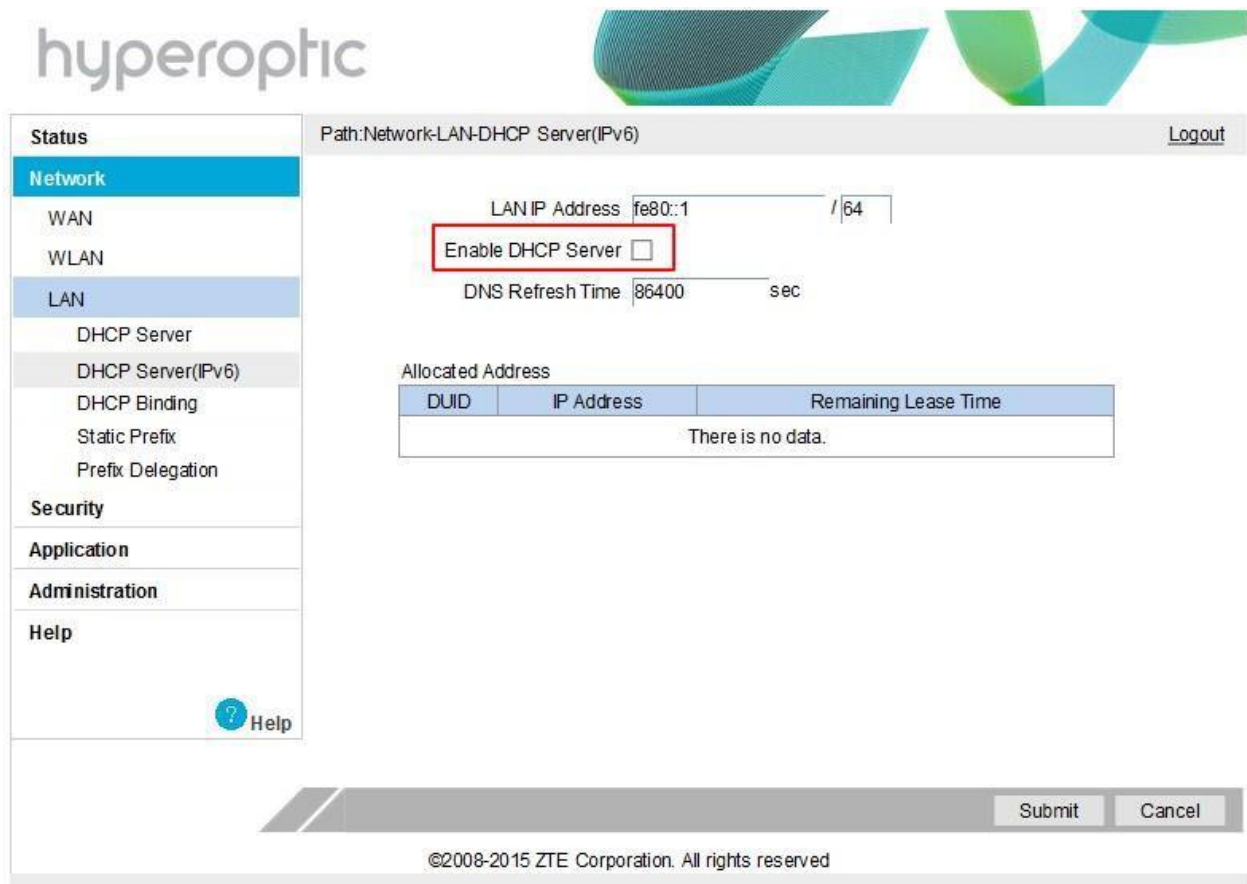 hyperoptic
Status
Network
WAN
WLAN
LAN
DHCP Server
DHCP Server(IPv6)
DHCP Binding
Static Prefix
Prefix Delegation
Security
Application
Administration
Help
? Help
Path:Network-LAN-DHCP Server(IPv6) Logout
LAN IP Address fe80::1 / 64
Enable DHCP Server
DNS Refresh Time 86400 sec
Allocated Address
DUID IP Address Remaining Lease Time
There is no data.
Submit Cancel
©2008-2015 ZTE Corporation. All rights reserved